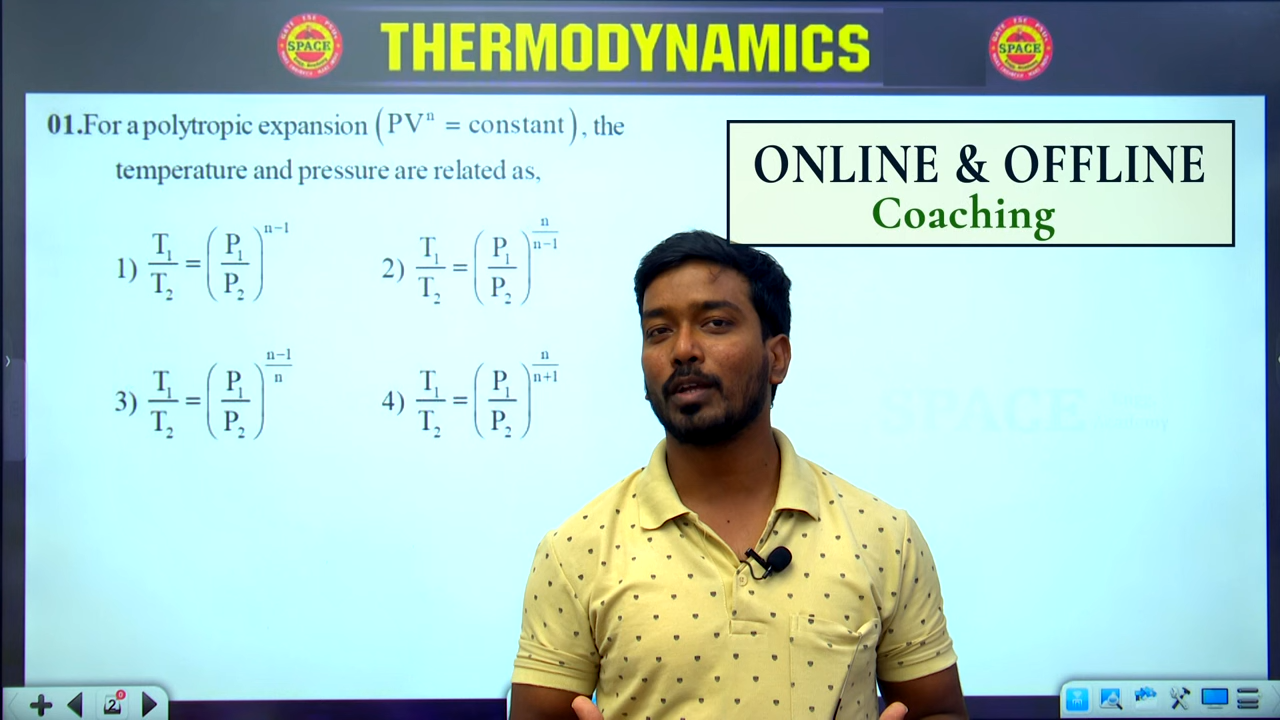 SPACE
THERMODYNAMICS
SPACE
01.For a polytropic expansion (PVⁿ = constant), the
temperature and pressure are related as,
1) T₁/T₂ = (P₁/P₂)^(n–1)
2) T₁/T₂ = (P₁/P₂)^(n/(n–1))
3) T₁/T₂ = (P₁/P₂)^((n–1)/n)
4) T₁/T₂ = (P₁/P₂)^(n/(n+1))
ONLINE & OFFLINE
Coaching
SPACE
2
0